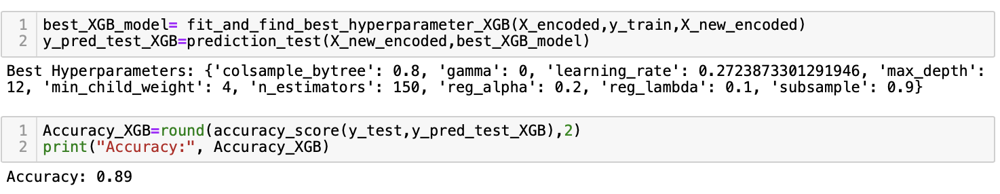 1 best_XGB_model= fit_and_find_best_hyperparameter_XGB(X_encoded,y_train,X_new_encoded)
2 y_pred_test_XGB=prediction_test(X_new_encoded,best_XGB_model)
Best Hyperparameters: {'colsample_bytree': 0.8, 'gamma': 0, 'learning_rate': 0.2723873301291946, 'max_depth':
12, 'min_child_weight': 4, 'n_estimators': 150, 'reg_alpha': 0.2, 'reg_lambda': 0.1, 'subsample': 0.9}
1 Accuracy_XGB=round(accuracy_score(y_test,y_pred_test_XGB),2)
2 print("Accuracy:", Accuracy_XGB)
Accuracy: 0.89